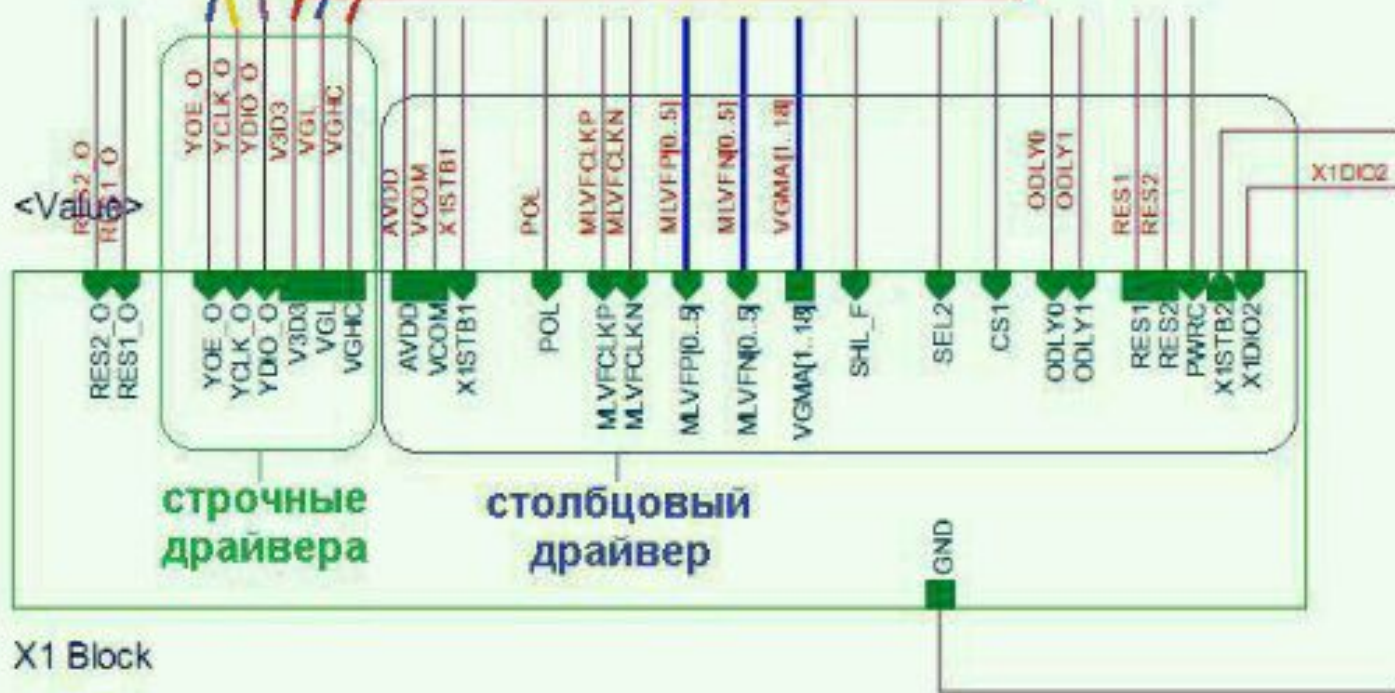 RES2_O
RES1_O
<Value>
YOE_O
YCLK_O
YDIO_O
V3D3
VGL
VGHC
AVDD
VCOM
X1STB1
POL
MLVFCLKP
MLVFCLKN
MLVFP[0..5]
MLVFN[0..5]
VGMA[1..18]
ODLY0
ODLY1
RES1
RES2
X1DIO2
RES2_O
RES1_O
YOE_O
YCLK_O
YDIO_O
V3D3
VGL
VGHC
AVDD
VCOM
X1STB1
POL
MLVFCLKP
MLVFCLKN
MLVFP[0..5]
MLVFN[0..5]
VGMA[1..18]
SHL_F
SEL2
CS1
ODLY0
ODLY1
RES1
RES2
PWRC
X1STB2
X1DIO2
строчные
драйвера
столбцовый
драйвер
GND
X1 Block